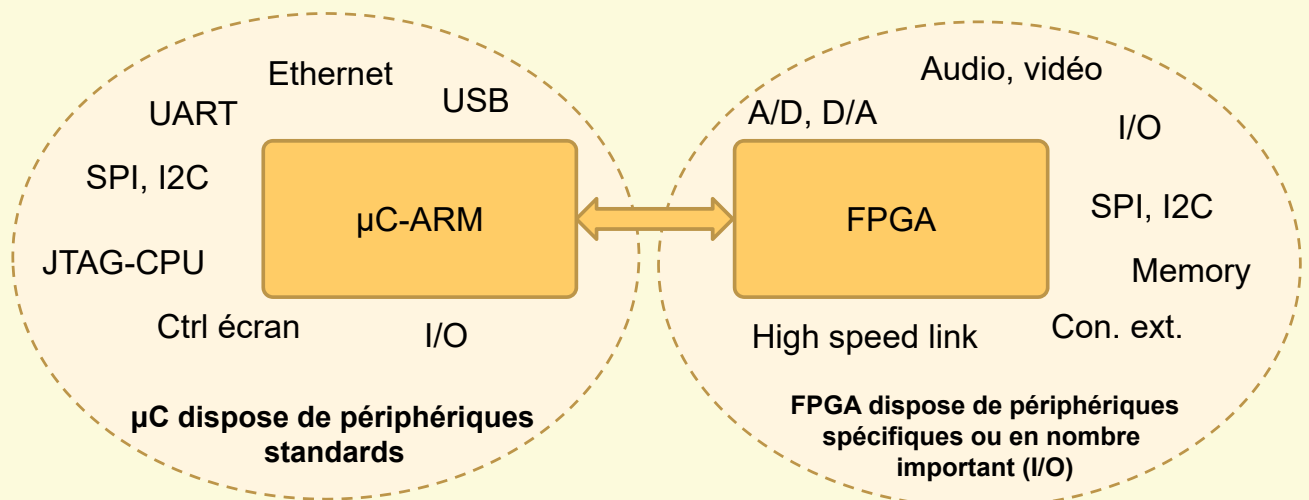 Ethernet
USB
UART
SPI, I2C
JTAG-CPU
Ctrl écran
I/O
µC-ARM
µC dispose de périphériques
standards
Audio, vidéo
A/D, D/A
I/O
SPI, I2C
Memory
Con. ext.
High speed link
FPGA
FPGA dispose de périphériques
spécifiques ou en nombre
important (I/O)